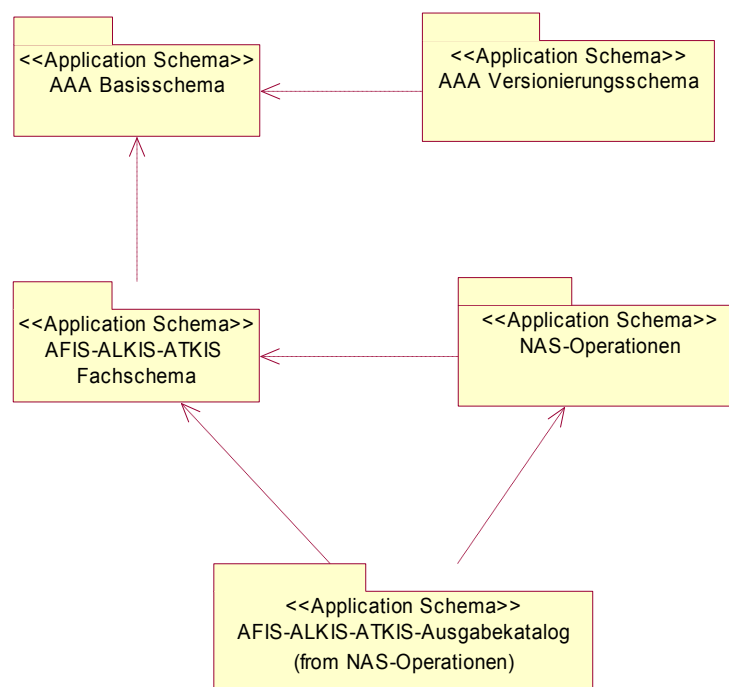 <<Application Schema>>
AAA Basisschema
<<Application Schema>>
AAA Versionierungsschema
<<Application Schema>>
AFIS-ALKIS-ATKIS
Fachschema
<<Application Schema>>
NAS-Operationen
<<Application Schema>>
AFIS-ALKIS-ATKIS-Ausgabekatalog
(from NAS-Operationen)